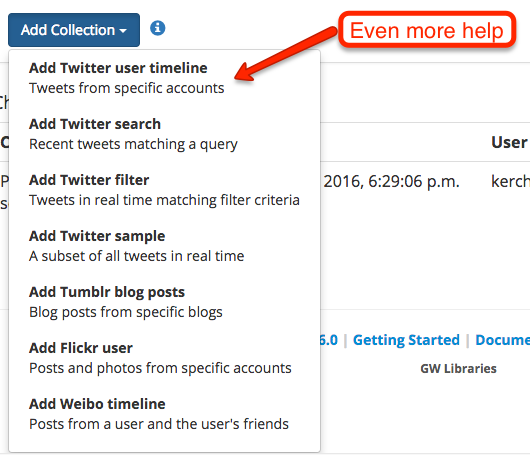 Add Collection
Even more help
Add Twitter user timeline
Tweets from specific accounts
Add Twitter search
Recent tweets matching a query
User
Add Twitter filter
2016, 6:29:06 p.m.
kerch
Tweets in real time matching filter criteria
Add Twitter sample
A subset of all tweets in real time
Add Tumblr blog posts
Blog posts from specific blogs
6.0 | Getting Started | Docume
Add Flickr user
Posts and photos from specific accounts
GW Libraries
Add Weibo timeline
Posts from a user and the user's friends